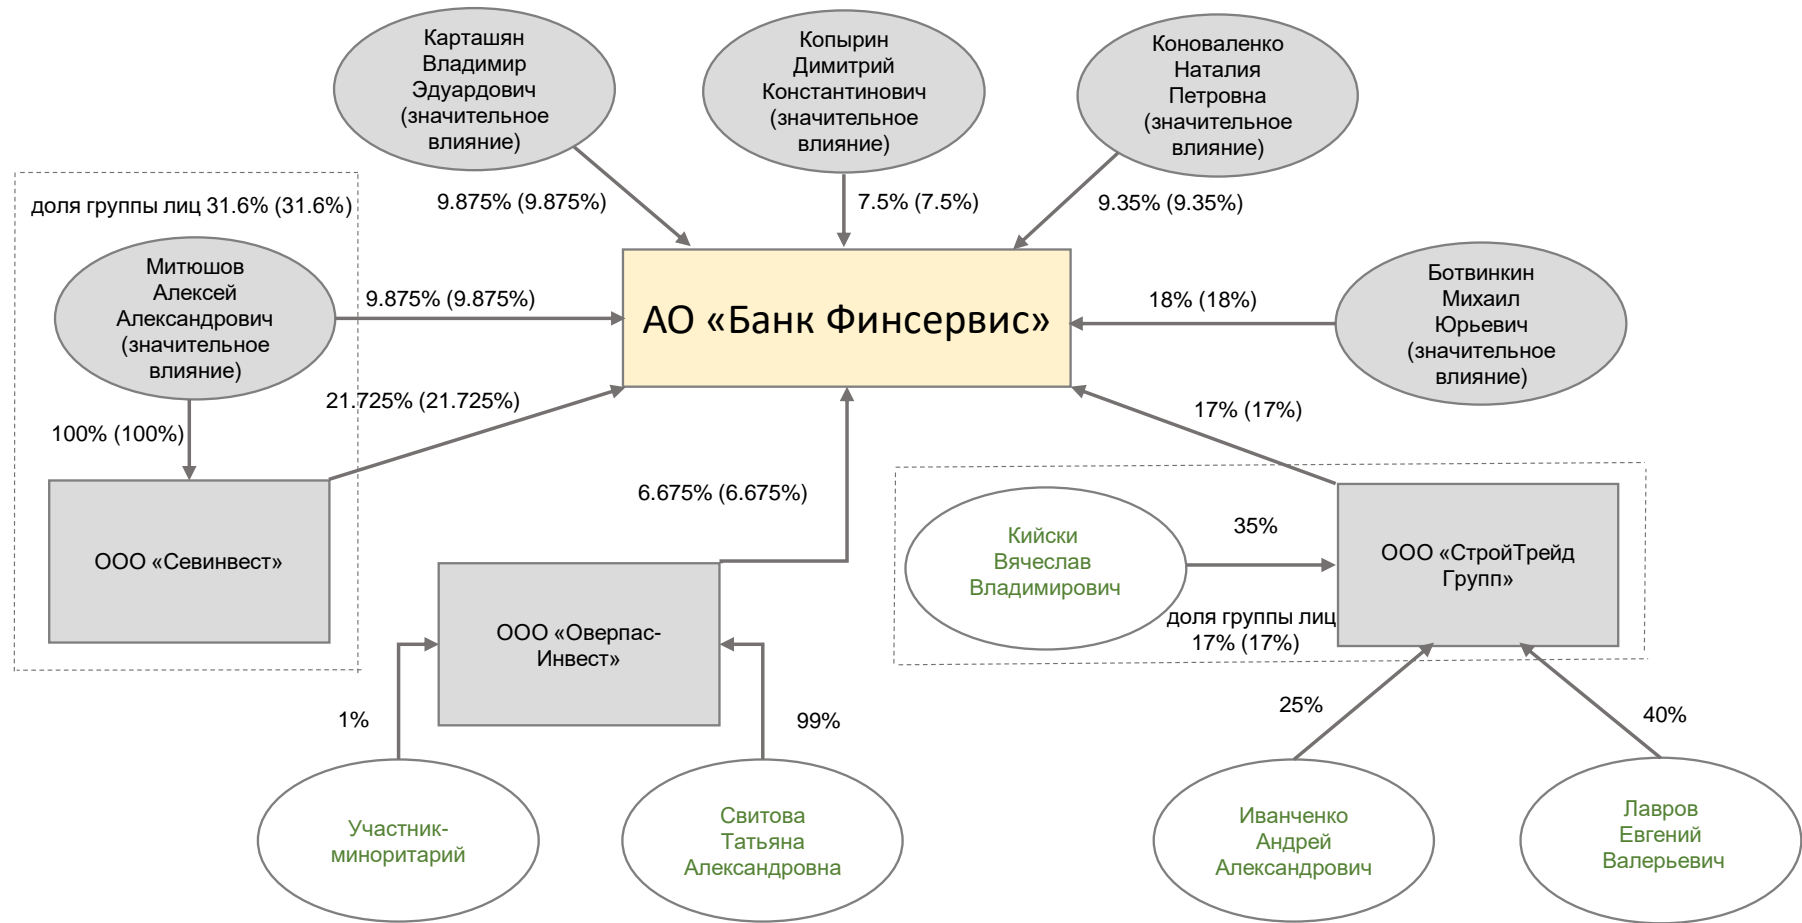 Карташян
Владимир
Эдуардович
(значительное
влияние)
Копырин
Димитрий
Константинович
(значительное
влияние)
Коноваленко
Наталия
Петровна
(значительное
влияние)
9.875% (9.875%)
7.5% (7.5%)
9.35% (9.35%)
доля группы лиц 31.6% (31.6%)
Митюшов
Алексей
Александрович
(значительное
влияние)
9.875% (9.875%)
АО «Банк Финсервис»
18% (18%)
Ботвинкин
Михаил
Юрьевич
(значительное
влияние)
21.725% (21.725%)
100% (100%)
17% (17%)
ООО «Севинвест»
6.675% (6.675%)
Кийски
Вячеслав
Владимирович
35%
ООО «СтройТрейд
Групп»
доля группы лиц
17% (17%)
ООО «Оверпас-
Инвест»
1%
99%
25%
40%
Участник-
миноритарий
Свитова
Татьяна
Александровна
Иванченко
Андрей
Александрович
Лавров
Евгений
Валерьевич